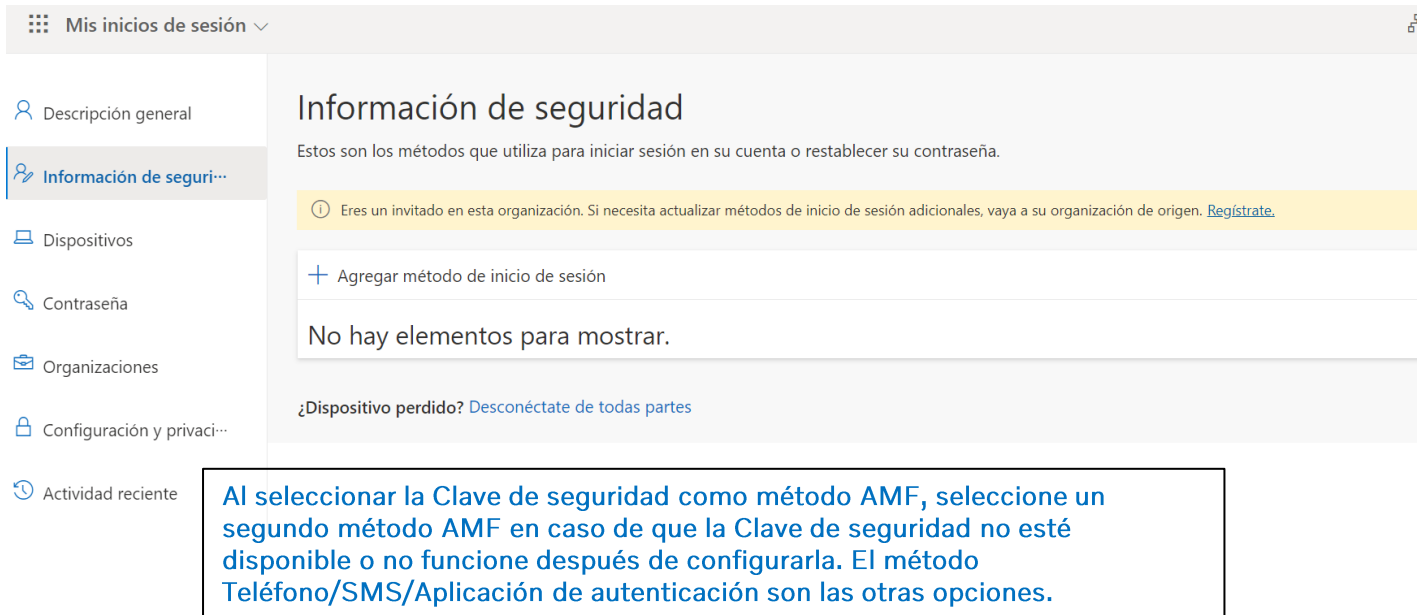 Mis inicios de sesión
Descripción general
Información de seguri...
Dispositivos
Contraseña
Organizaciones
Configuración y privaci...
Actividad reciente
Información de seguridad
Estos son los métodos que utiliza para iniciar sesión en su cuenta o restablecer su contraseña.
Eres un invitado en esta organización. Si necesita actualizar métodos de inicio de sesión adicionales, vaya a su organización de origen. Regístrate.
Agregar método de inicio de sesión
No hay elementos para mostrar.
¿Dispositivo perdido? Desconéctate de todas partes
Al seleccionar la Clave de seguridad como método AMF, seleccione un
segundo método AMF en caso de que la Clave de seguridad no esté
disponible o no funcione después de configurarla. El método
Teléfono/SMS/Aplicación de autenticación son las otras opciones.